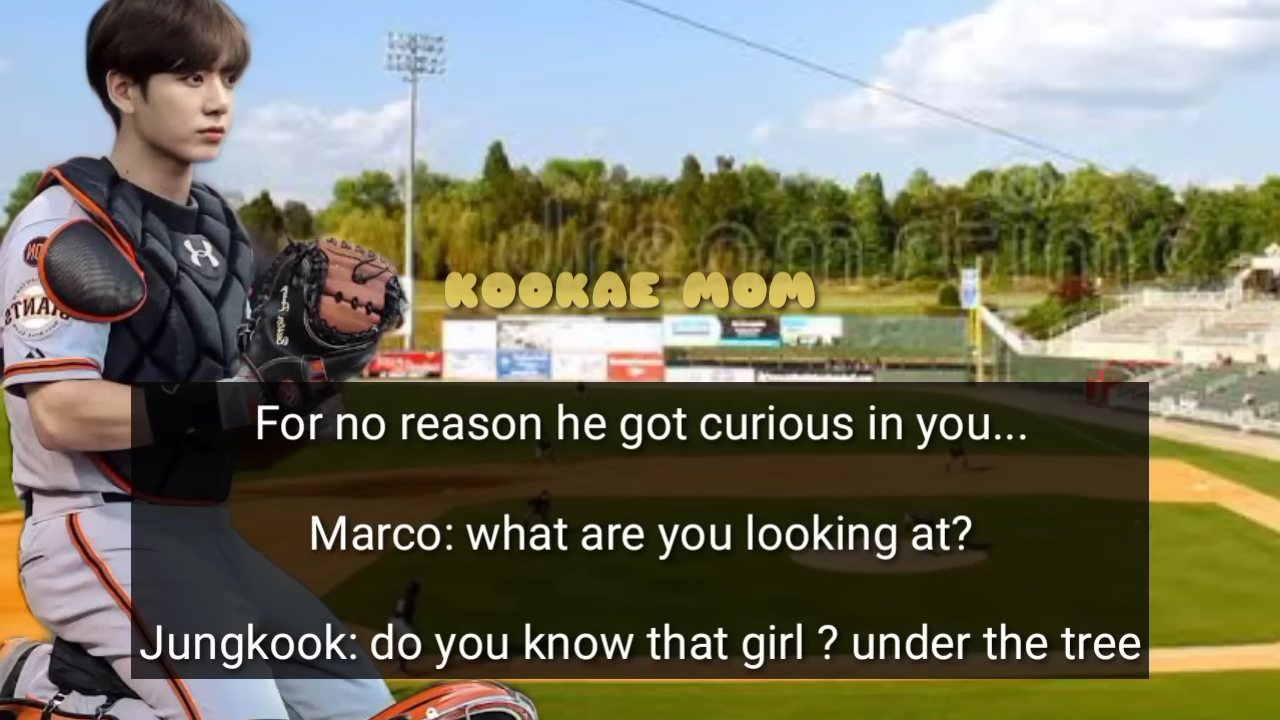 dreamstime
KOOKAE MOM
For no reason he got curious in you...
Marco: what are you looking at?
Jungkook: do you know that girl ? under the tree